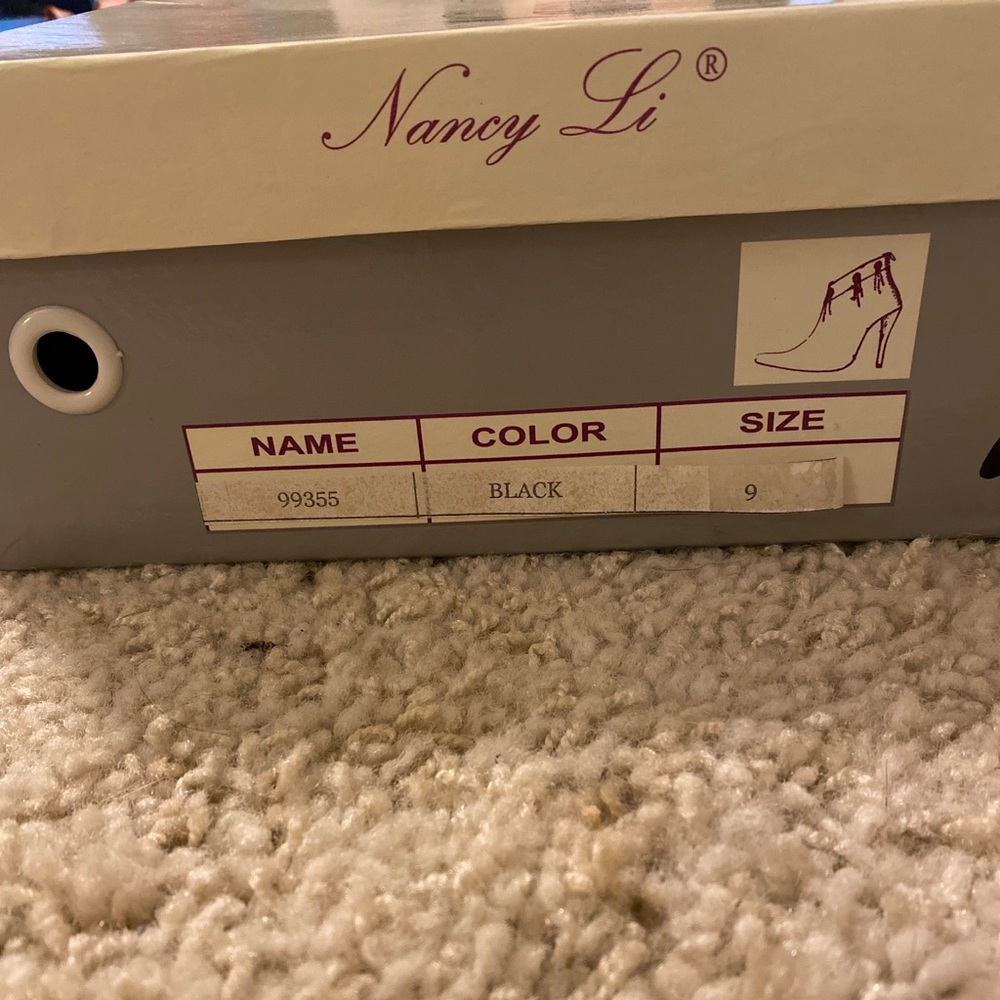 Nancy Li ®
NAME COLOR SIZE
99355 BLACK 9